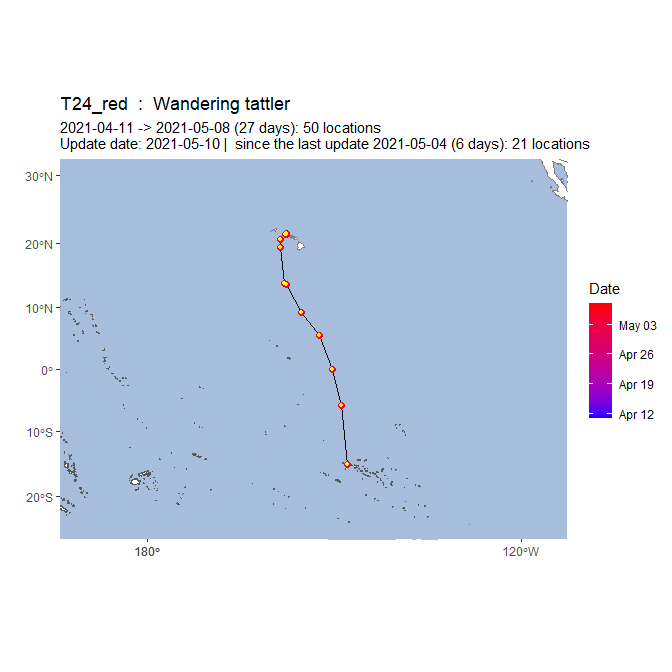 T24_red : Wandering tattler
2021-04-11 -> 2021-05-08 (27 days): 50 locations
Update date: 2021-05-10 | since the last update 2021-05-04 (6 days): 21 locations
30°N
20°N
10°N
0°
10°S
20°S
180°
120°W
Date
May 03
Apr 26
Apr 19
Apr 12